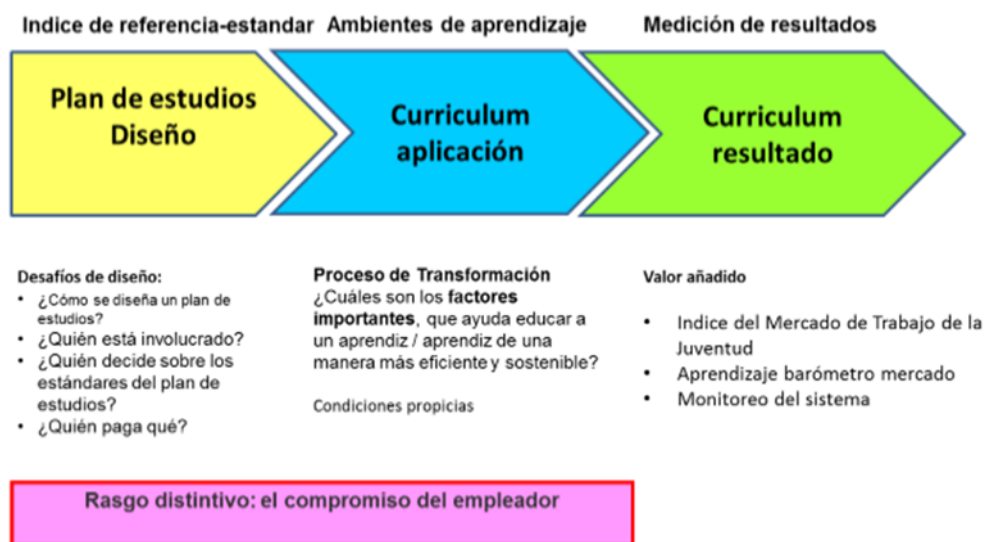 Indice de referencia-estandar
Ambientes de aprendizaje
Medición de resultados
Plan de estudios
Diseño
Curriculum
aplicación
Curriculum
resultado
Desafíos de diseño:
• ¿Cómo se diseña un plan de
estudios?
• ¿Quién está involucrado?
• ¿Quién decide sobre los
estándares del plan de
estudios?
• ¿Quién paga qué?
Proceso de Transformación
¿Cuáles son los factores
importantes, que ayuda educar a
un aprendiz / aprendiz de una
manera más eficiente y sostenible?
Condiciones propicias
Valor añadido
• Indice del Mercado de Trabajo de la
Juventud
• Aprendizaje barómetro mercado
• Monitoreo del sistema
Rasgo distintivo: el compromiso del empleador